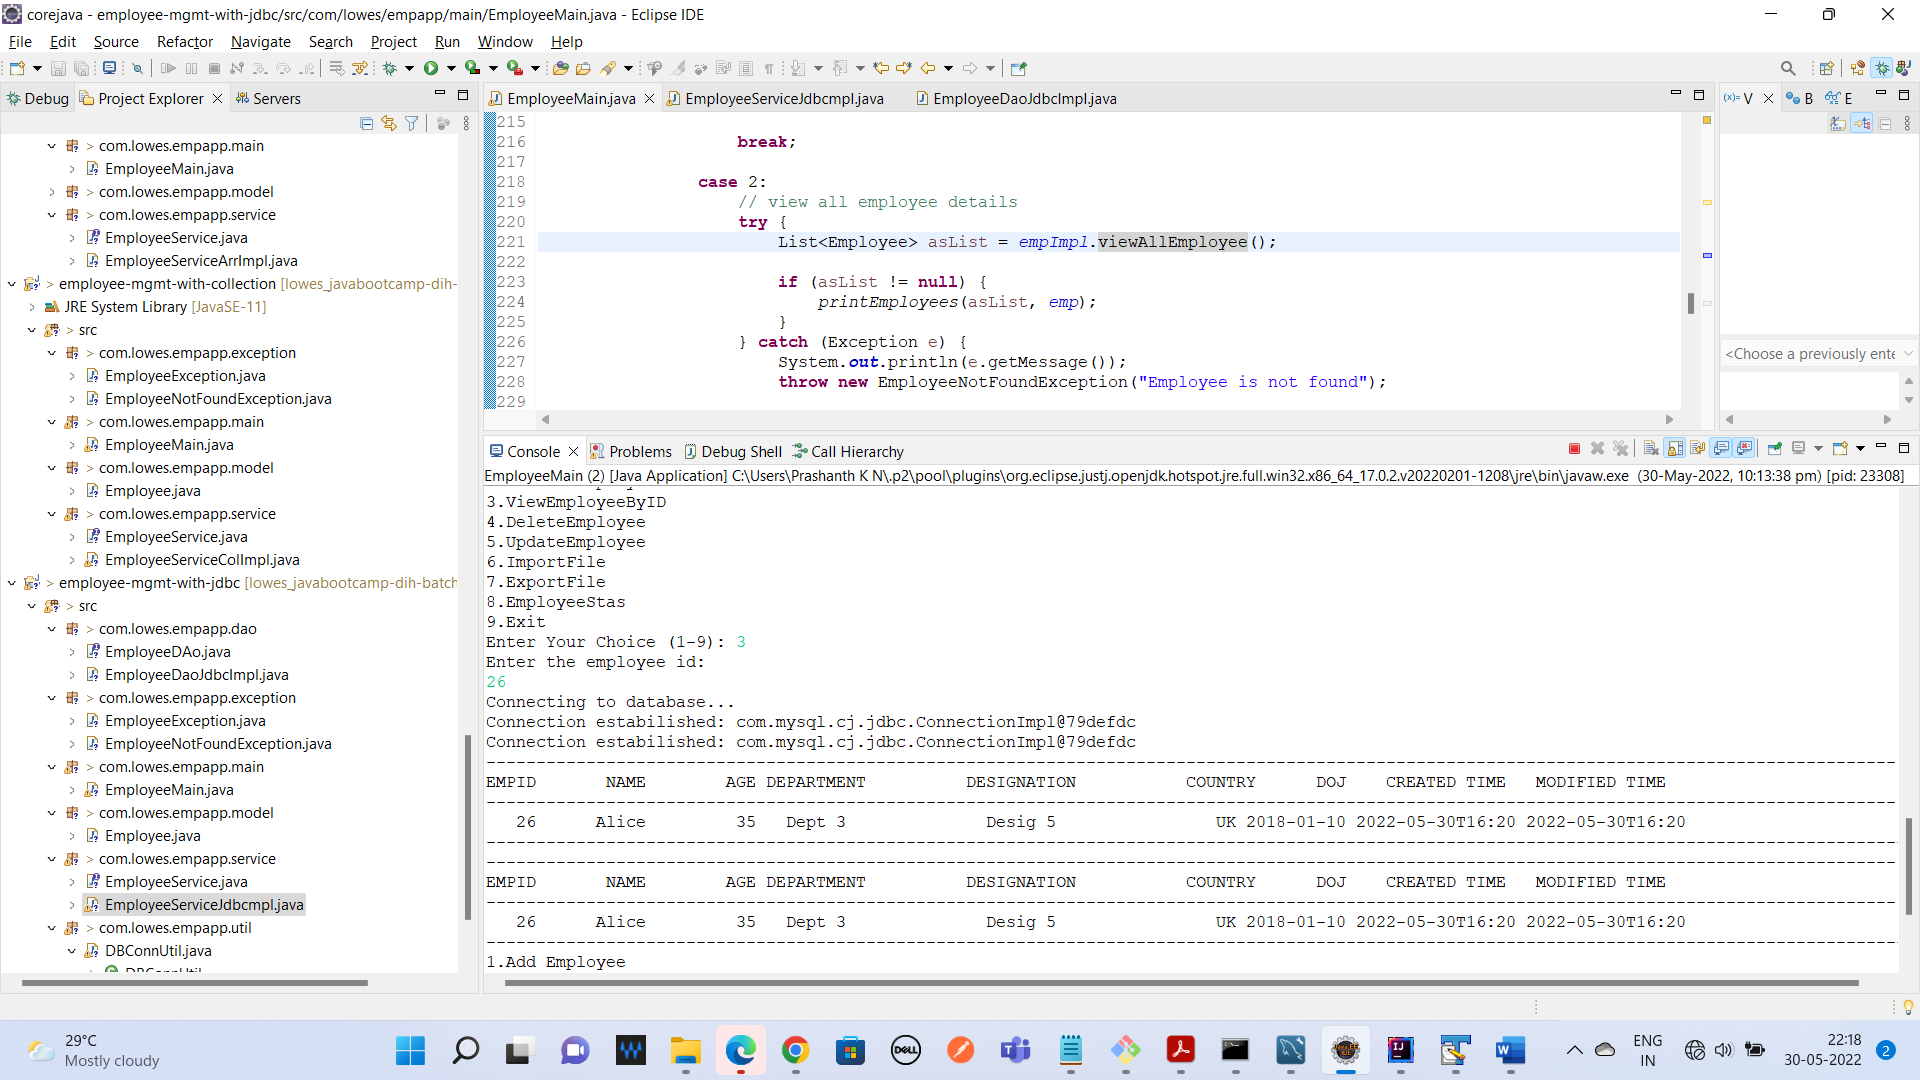 corejava - employee-mgmt-with-jdbc/src/com/lowes/empapp/main/EmployeeMain.java - Eclipse IDE
File Edit Source Refactor Navigate Search Project Run Window Help
Debug Project Explorer Servers
com.lowes.empapp.main
EmployeeMain.java
> com.lowes.empapp.model
> com.lowes.empapp.service
EmployeeService.java
EmployeeServiceArrImpl.java
> employee-mgmt-with-collection [lowes_javabootcamp-dih-
JRE System Library [JavaSE-11]
> src
> com.lowes.empapp.exception
EmployeeException.java
EmployeeNotFoundException.java
> com.lowes.empapp.main
EmployeeMain.java
> com.lowes.empapp.model
Employee.java
> com.lowes.empapp.service
EmployeeService.java
EmployeeServiceColImpl.java
> employee-mgmt-with-jdbc [lowes_javabootcamp-dih-batch
> src
> com.lowes.empapp.dao
EmployeeDAo.java
EmployeeDaoJdbcImpl.java
> com.lowes.empapp.exception
EmployeeException.java
EmployeeNotFoundException.java
> com.lowes.empapp.main
EmployeeMain.java
> com.lowes.empapp.model
Employee.java
> com.lowes.empapp.service
EmployeeService.java
EmployeeServiceJdbcmpl.java
> com.lowes.empapp.util
DBConnUtil.java
DBConnUtil
EmployeeMain.java EmployeeServiceJdbcmpl.java EmployeeDaoJdbcImpl.java
215
216 break;
217
218 case 2:
219 // view all employee details
220 try {
221 List<Employee> asList = empImpl.viewAllEmployee();
222
223 if (asList != null) {
224 printEmployees(asList, emp);
225 }
226 } catch (Exception e) {
227 System.out.println(e.getMessage());
228 throw new EmployeeNotFoundException("Employee is not found");
229
(x)= V B E
<Choose a previously ente
Console Problems Debug Shell Call Hierarchy
EmployeeMain (2) [Java Application] C:\Users\Prashanth K N\.p2\pool\plugins\org.eclipse.justj.openjdk.hotspot.jre.full.win32.x86_64_17.0.2.v20220201-1208\jre\bin\javaw.exe (30-May-2022, 10:13:38 pm) [pid: 23308]
3.ViewEmployeeByID
4.DeleteEmployee
5.UpdateEmployee
6.ImportFile
7.ExportFile
8.EmployeeStas
9.Exit
Enter Your Choice (1-9): 3
Enter the employee id:
26
Connecting to database...
Connection estabilished: com.mysql.cj.jdbc.ConnectionImpl@79defdc
Connection estabilished: com.mysql.cj.jdbc.ConnectionImpl@79defdc
EMPID NAME AGE DEPARTMENT DESIGNATION COUNTRY DOJ CREATED TIME MODIFIED TIME
26 Alice 35 Dept 3 Desig 5 UK 2018-01-10 2022-05-30T16:20 2022-05-30T16:20
EMPID NAME AGE DEPARTMENT DESIGNATION COUNTRY DOJ CREATED TIME MODIFIED TIME
26 Alice 35 Dept 3 Desig 5 UK 2018-01-10 2022-05-30T16:20 2022-05-30T16:20
1.Add Employee
29°C
Mostly cloudy
DELL
ENG
IN
22:18
30-05-2022
2